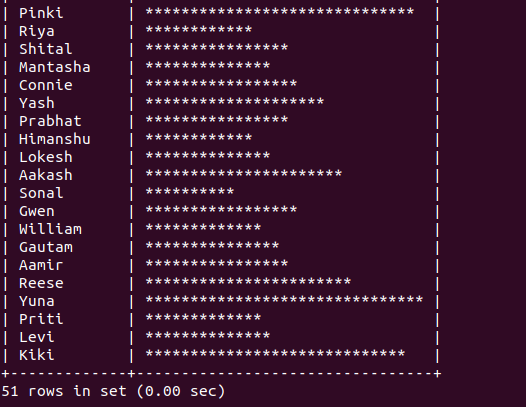 | Pinki       | ****************************** |
| Riya        | ************                    |
| Shital      | ****************                |
| Mantasha    | **************                  |
| Connie      | *****************               |
| Yash        | ********************            |
| Prabhat     | ****************                |
| Himanshu    | ************                    |
| Lokesh      | **************                  |
| Aakash      | **********************          |
| Sonal       | **********                      |
| Gwen        | *****************               |
| William     | *************                   |
| Gautam      | ***************                 |
| Aamir       | ****************                |
| Reese       | ***********************         |
| Yuna        | ******************************* |
| Priti       | *************                   |
| Levi        | **************                  |
| Kiki        | *****************************   |
+-------------+---------------------------------+
51 rows in set (0.00 sec)